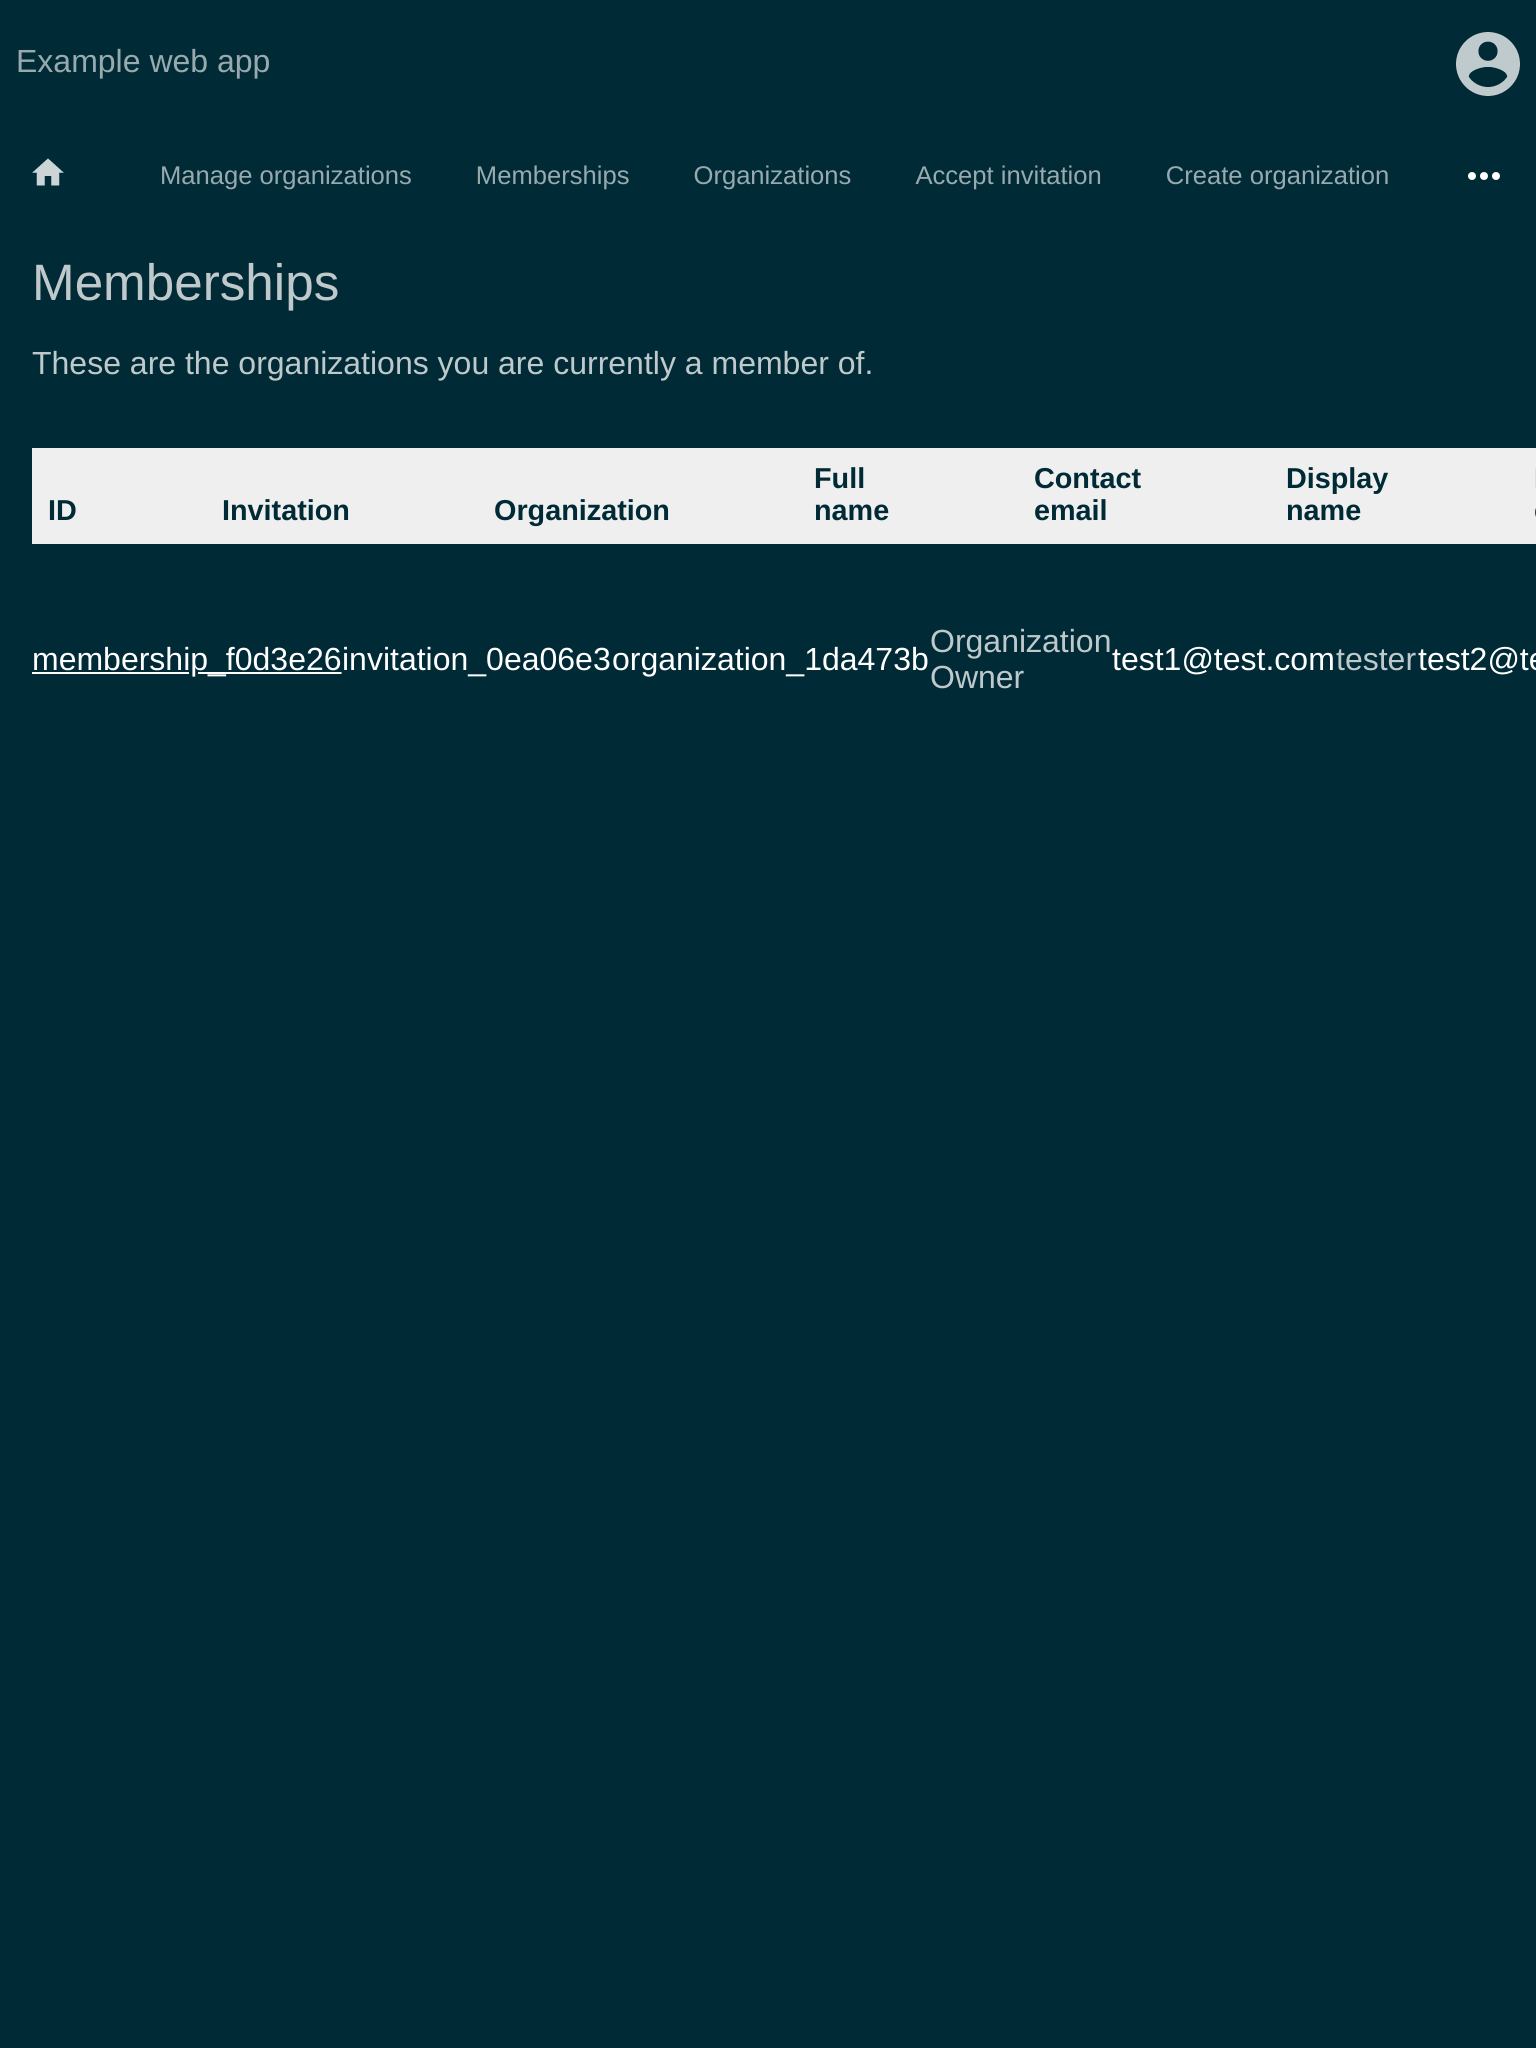 Example web app
Manage organizations Memberships Organizations Accept invitation Create organization
Memberships
These are the organizations you are currently a member of.
ID Invitation Organization Full name Contact email Display name
membership_f0d3e26 invitation_0ea06e3 organization_1da473b Organization Owner test1@test.com tester test2@te